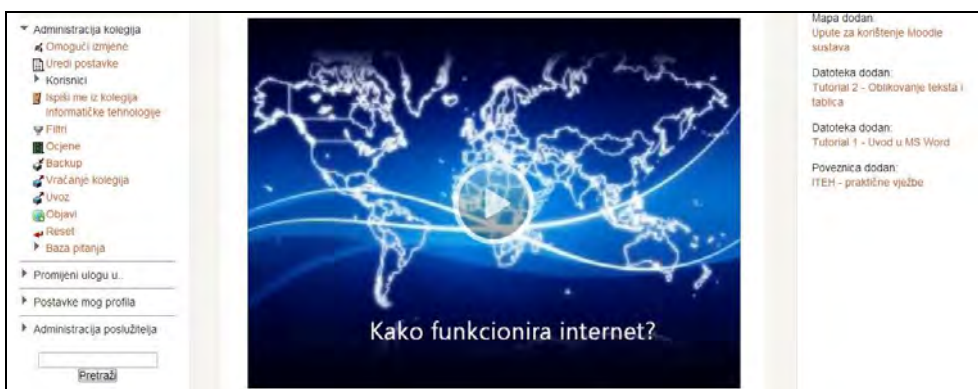 Administracija kolegija
Omogući izmjene
Uredi postavke
Korisnici
Ispiši me iz kolegija
informatičke tehnologije
Filtri
Ocjene
Backup
Vraćanje kolegija
Uvoz
Objavi
Reset
Baza pitanja
Promijeni ulogu u..
Postavke mog profila
Administracija poslužitelja
Pretraži
Kako funkcionira internet?
Mapa dodan:
Upute za korištenje Moodle
sustava
Datoteka dodan:
Tutorial 2 - Oblikovanje teksta i
tablica
Datoteka dodan:
Tutorial 1 - Uvod u MS Word
Poveznica dodan:
ITEH - praktične vježbe